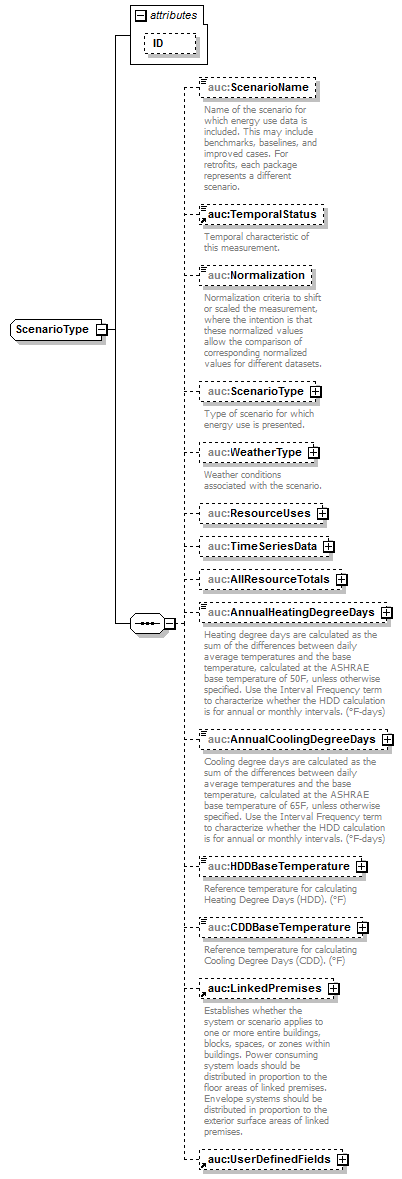 attributes
ID
auc:ScenarioName
Name of the scenario for
which energy use data is
included. This may include
benchmarks, baselines, and
improved cases. For
retrofits, each package
represents a different
scenario.
auc:TemporalStatus
Temporal characteristic of
this measurement.
auc:Normalization
Normalization criteria to shift
or scaled the measurement,
where the intention is that
these normalized values
allow the comparison of
corresponding normalized
values for different datasets.
ScenarioType
auc:ScenarioType
Type of scenario for which
energy use is presented.
auc:WeatherType
Weather conditions
associated with the scenario.
auc:ResourceUses
auc:TimeSeriesData
auc:AllResourceTotals
auc:AnnualHeatingDegreeDays
Heating degree days are calculated as the
sum of the differences between daily
average temperatures and the base
temperature, calculated at the ASHRAE
base temperature of 50F, unless otherwise
specified. Use the Interval Frequency term
to characterize whether the HDD calculation
is for annual or monthly intervals. (°F-days)
auc:AnnualCoolingDegreeDays
Cooling degree days are calculated as the
sum of the differences between daily
average temperatures and the base
temperature, calculated at the ASHRAE
base temperature of 65F, unless otherwise
specified. Use the Interval Frequency term
to characterize whether the HDD calculation
is for annual or monthly intervals. (°F-days)
auc:HDDBaseTemperature
Reference temperature for calculating
Heating Degree Days (HDD). (°F)
auc:CDDBaseTemperature
Reference temperature for calculating
Cooling Degree Days (CDD). (°F)
auc:LinkedPremises
Establishes whether the
system or scenario applies to
one or more entire buildings,
blocks, spaces, or zones within
buildings. Power consuming
system loads should be
distributed in proportion to the
floor areas of linked premises.
Envelope systems should be
distributed in proportion to the
exterior surface areas of linked
premises.
auc:UserDefinedFields